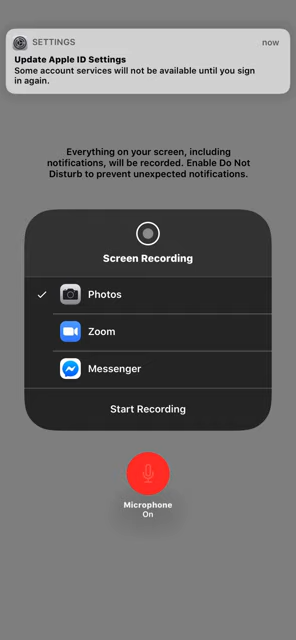 SETTINGS now
Update Apple ID Settings
Some account services will not be available until you sign
in again.
Everything on your screen, including
notifications, will be recorded. Enable Do Not
Disturb to prevent unexpected notifications.
Screen Recording
Photos
Zoom
Messenger
Start Recording
Microphone
On